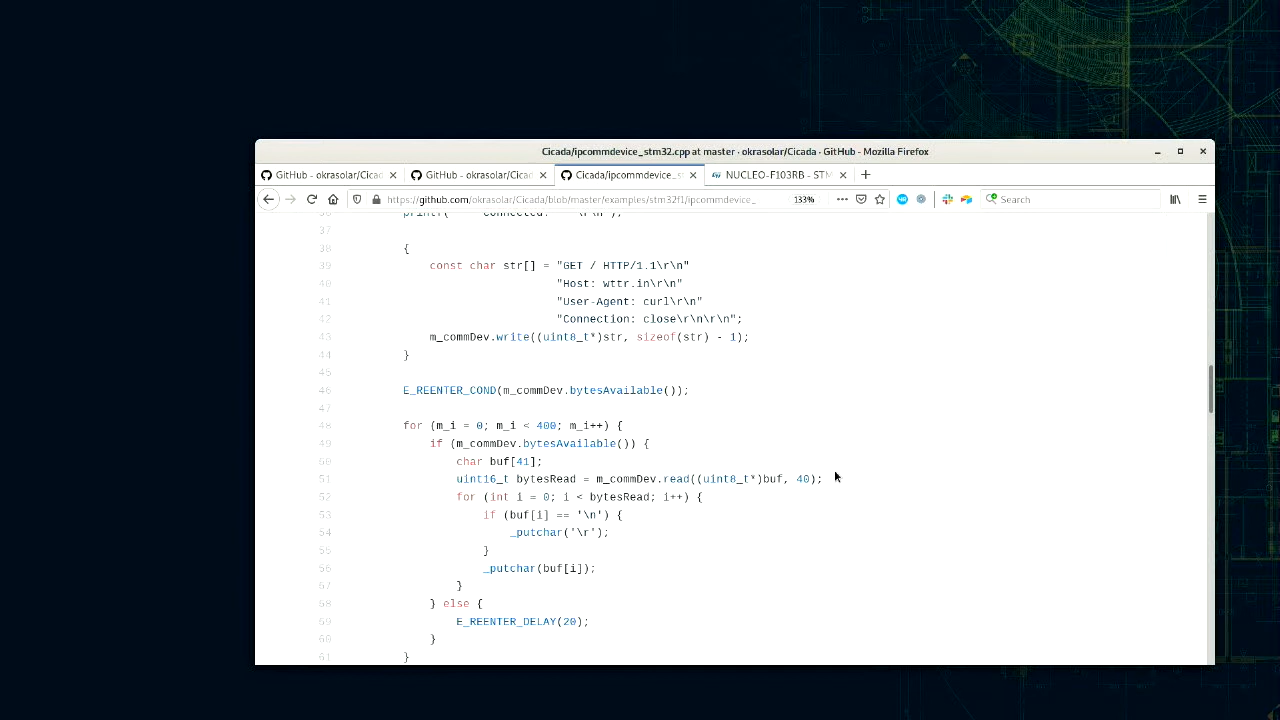 Cicada/ipcommdevice_stm32.cpp at master · okrasolar/Cicada · GitHub - Mozilla Firefox
GitHub - okrasolar/Cicad
GitHub - okrasolar/Cicad
Cicada/ipcommdevice_st
NUCLEO-F103RB - STM
https://github.com/okrasolar/Cicada/blob/master/examples/stm32f1/ipcommdevice_
133%
Search
37
38 {
39 const char str[] = "GET / HTTP/1.1\r\n"
40 "Host: wttr.in\r\n"
41 "User-Agent: curl\r\n"
42 "Connection: close\r\n\r\n";
43 m_commDev.write((uint8_t*)str, sizeof(str) - 1);
44 }
45
46 E_REENTER_COND(m_commDev.bytesAvailable());
47
48 for (m_i = 0; m_i < 400; m_i++) {
49 if (m_commDev.bytesAvailable()) {
50 char buf[41];
51 uint16_t bytesRead = m_commDev.read((uint8_t*)buf, 40);
52 for (int i = 0; i < bytesRead; i++) {
53 if (buf[i] == '\n') {
54 _putchar('\r');
55 }
56 _putchar(buf[i]);
57 }
58 } else {
59 E_REENTER_DELAY(20);
60 }
61 }